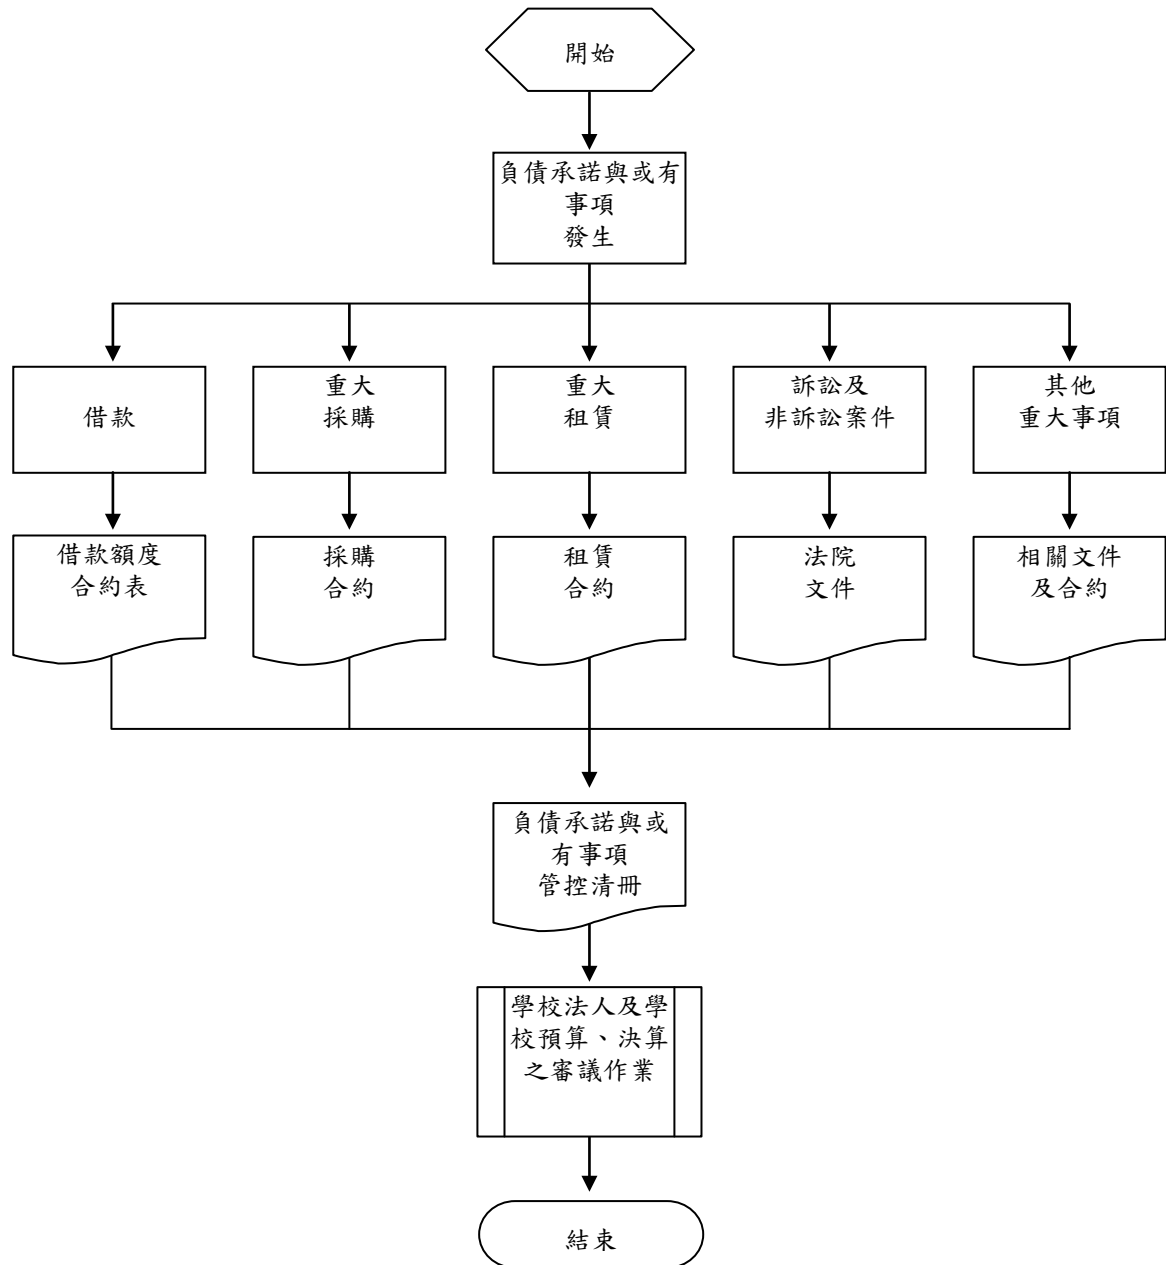 開始
負債承諾與或有
事項
發生
借款
重大
採購
重大
租賃
訴訟及
非訴訟案件
其他
重大事項
借款額度
合約表
採購
合約
租賃
合約
法院
文件
相關文件
及合約
負債承諾與或
有事項
管控清冊
學校法人及學
校預算、決算
之審議作業
結束